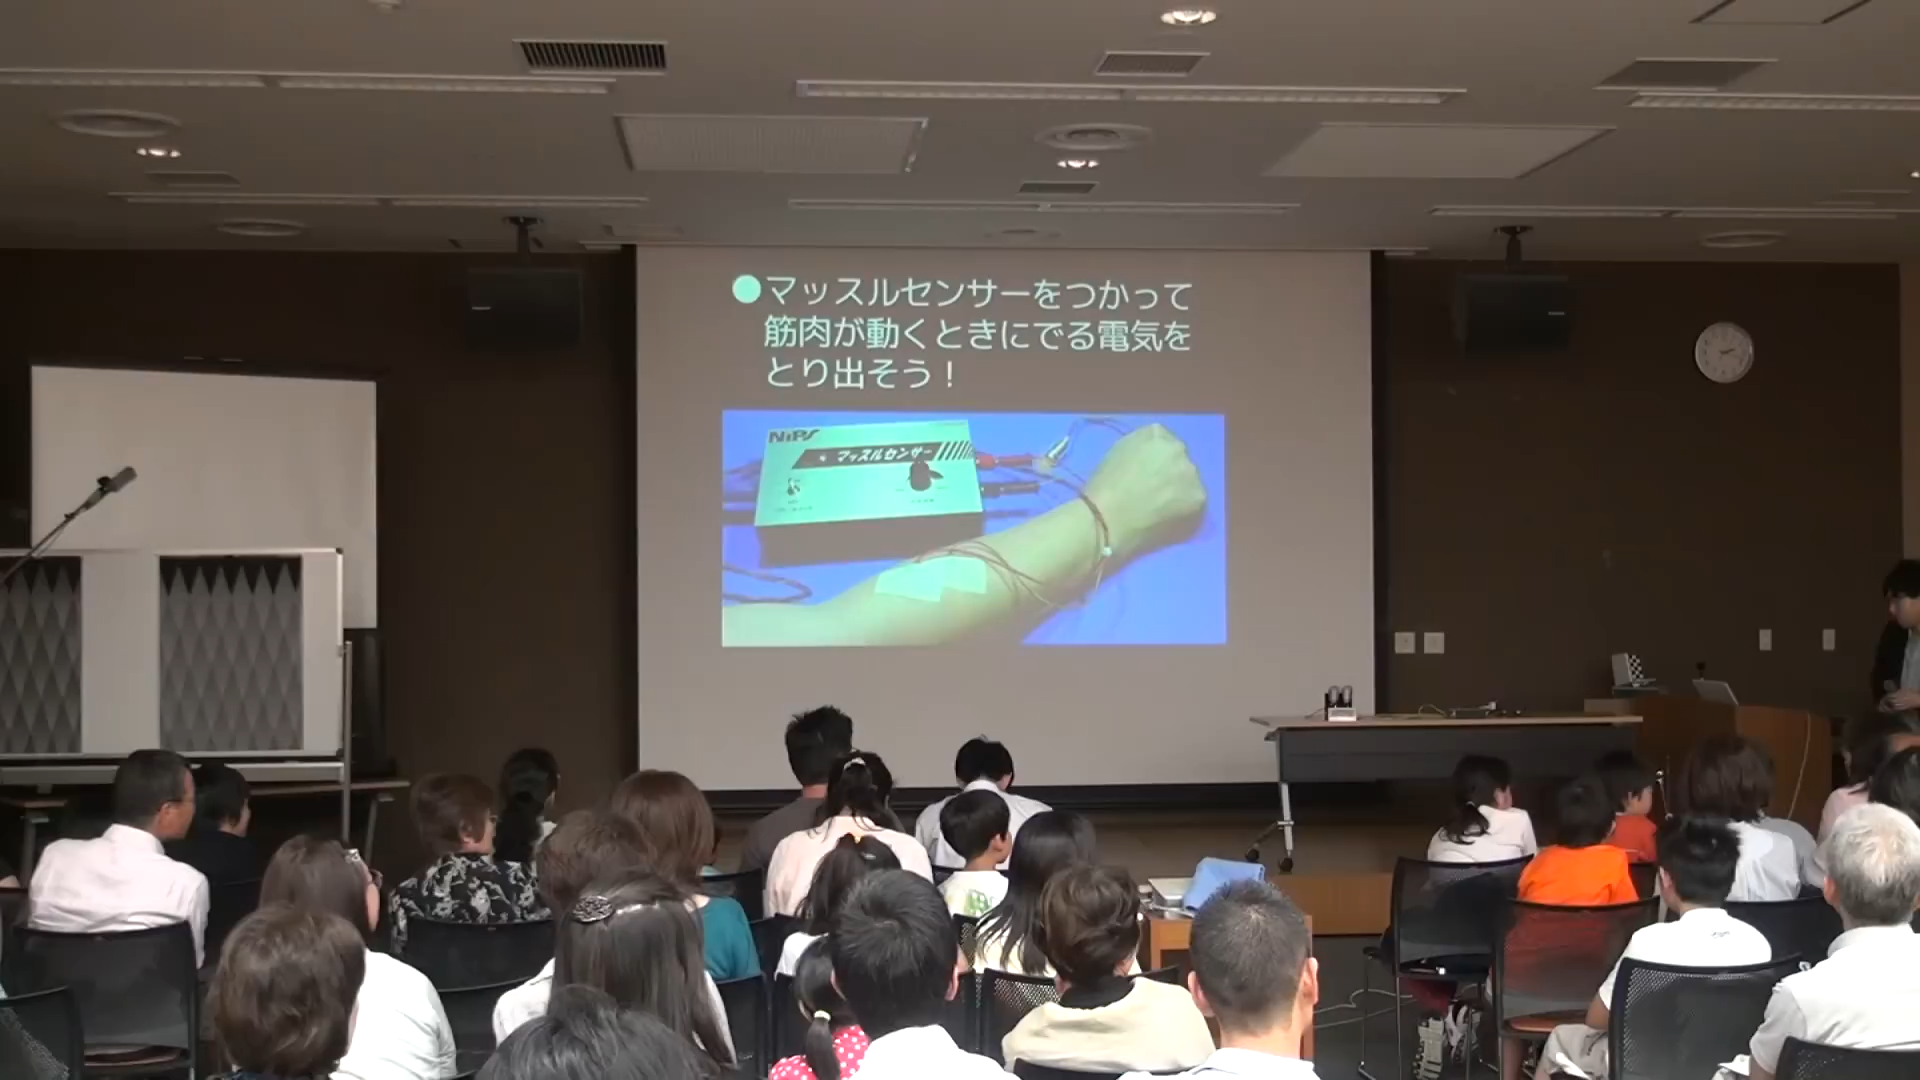 ●マッスルセンサーをつかって
筋肉が動くときにでる電気を
とり出そう！
NIPS
マッスルセンサー